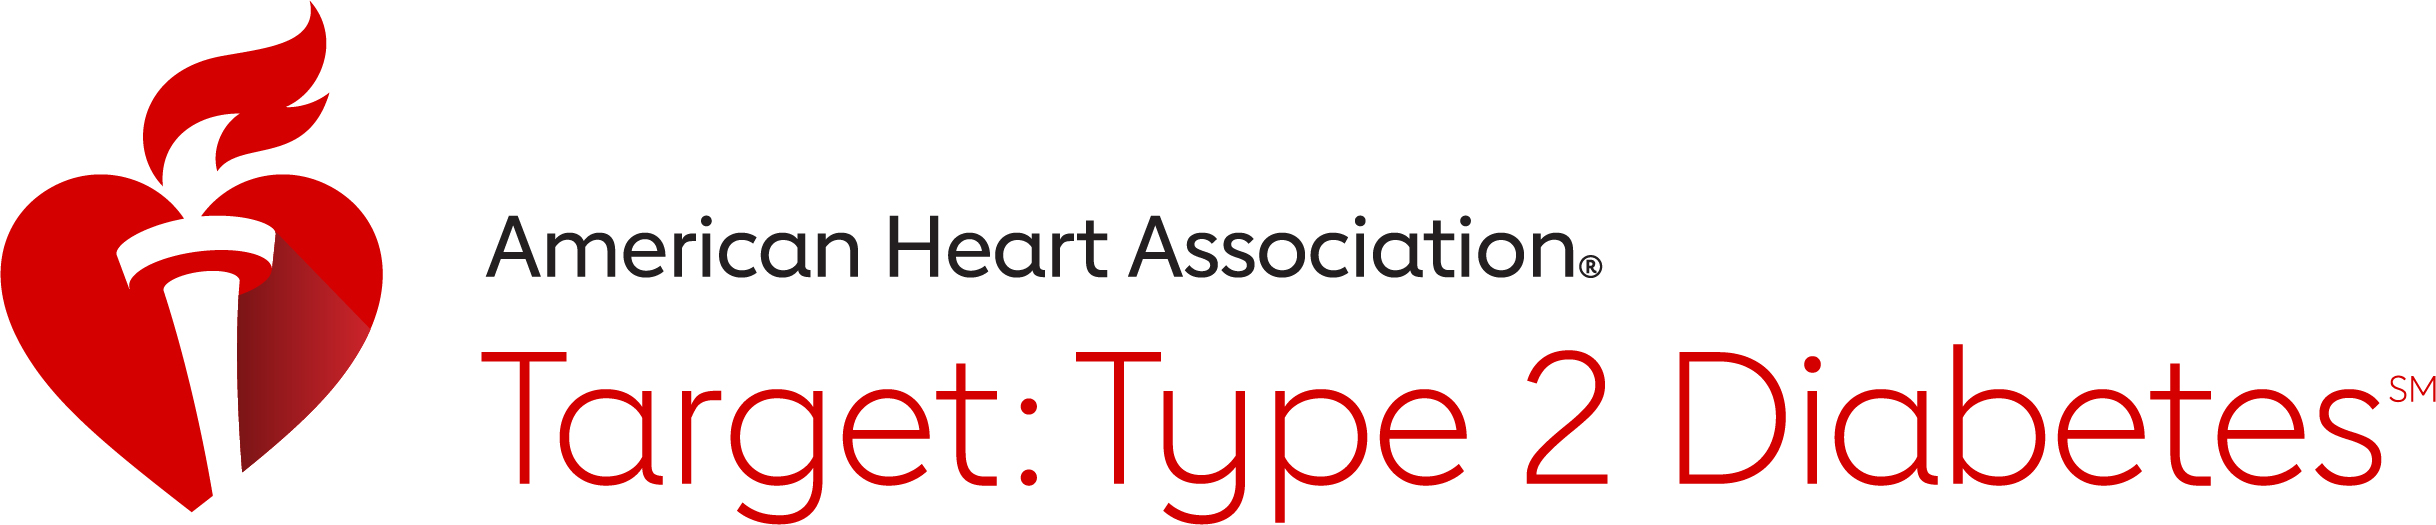 American Heart Association®
Target: Type 2 Diabetes℠